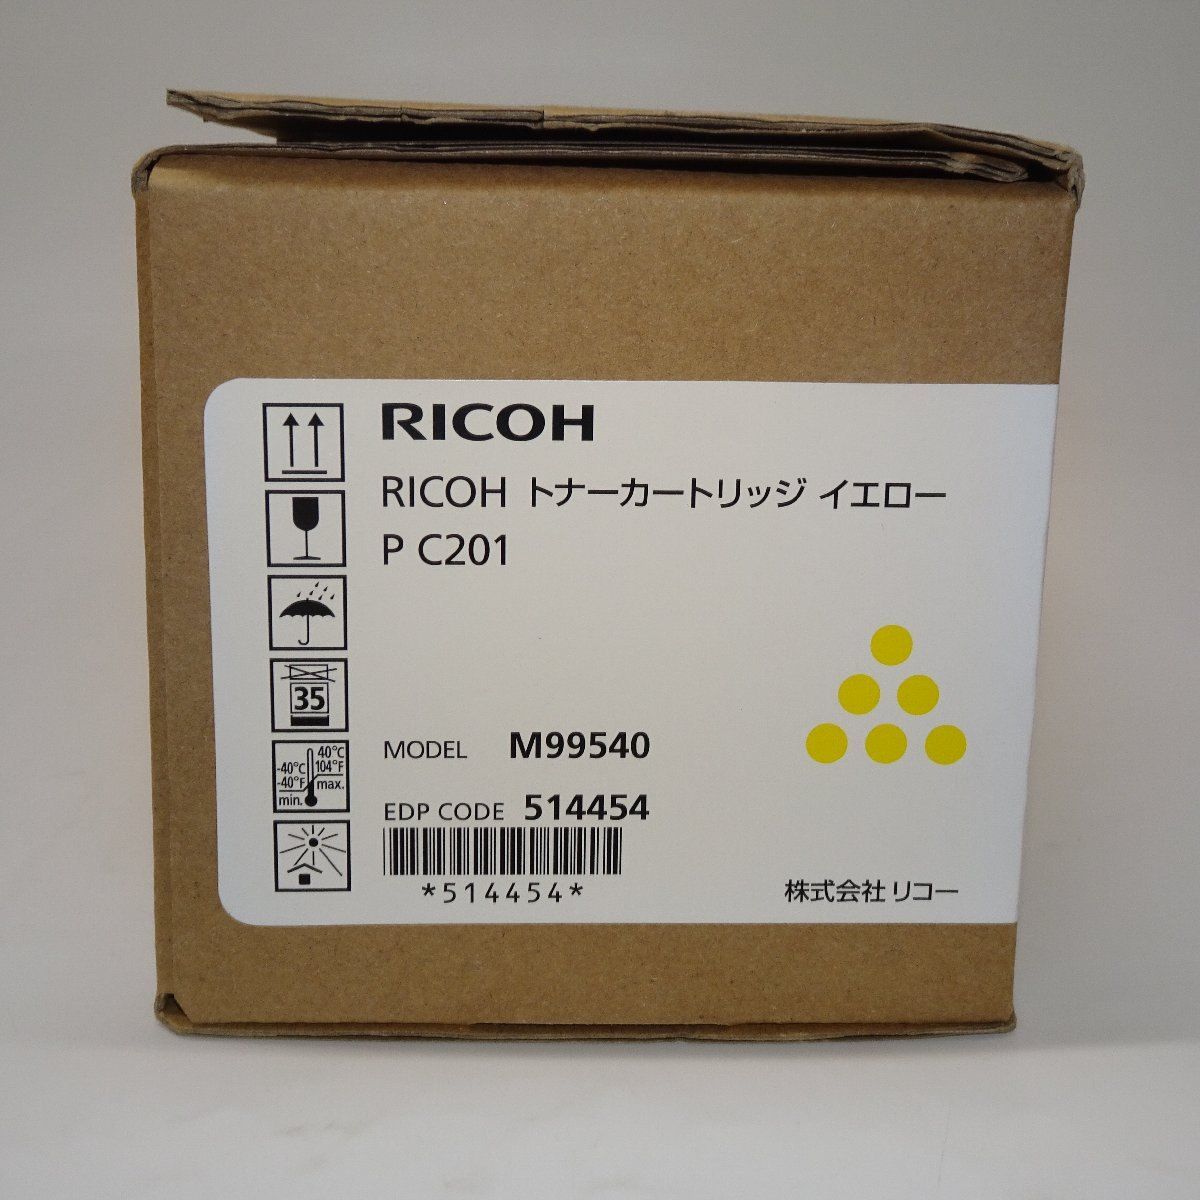 RICOH
RICOH トナーカートリッジ イエロー
P C201
35
40°C
-40°C 104°F
-40°F max.
min.
MODEL M99540
EDP CODE 514454
*514454*
株式会社リコー